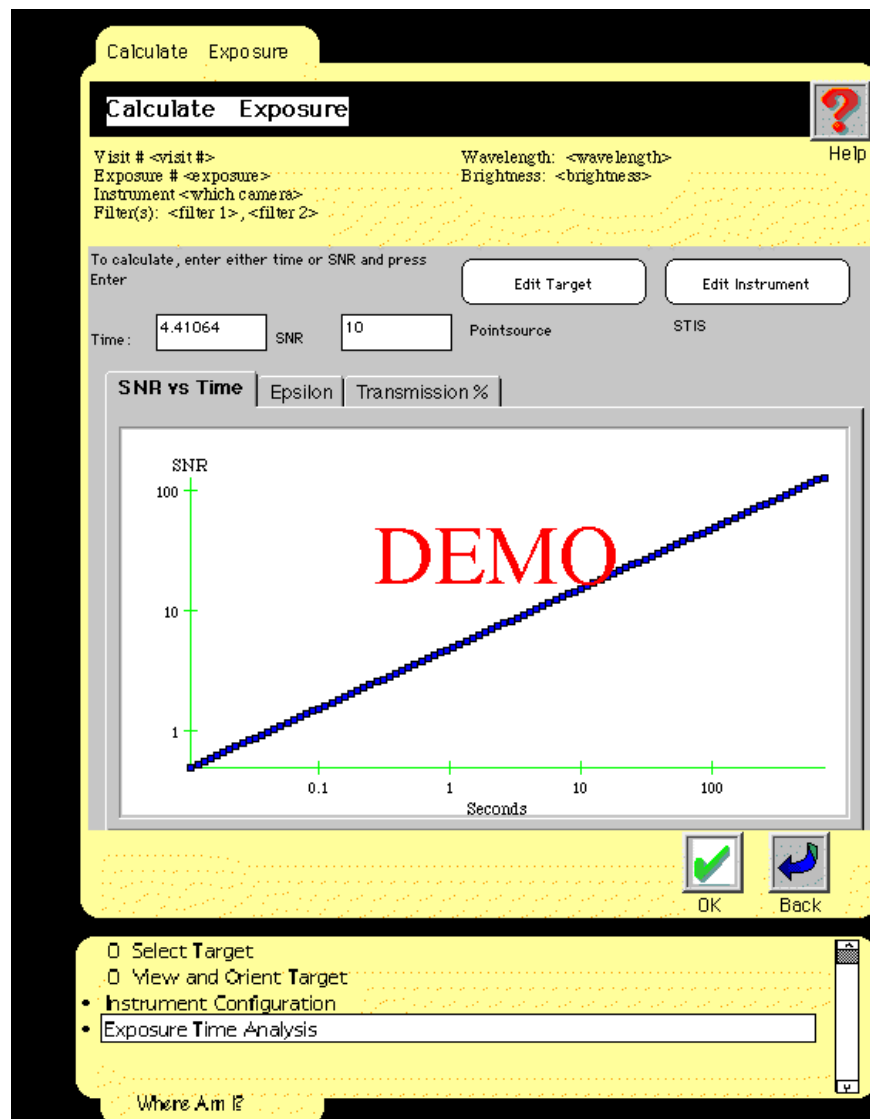 Calculate Exposure
Calculate Exposure
Help
Visit # <visit #>
Exposure # <exposure>
Instrument <which camera>
Filter(s): <filter 1>, <filter 2>
Wavelength: <wavelength>
Brightness: <brightness>
To calculate, enter either time or SNR and press
Enter
Edit Target
Edit Instrument
Time: 4.41064 SNR 10 Pointsource STIS
SNR vs Time Epsilon Transmission %
SNR
100
DEMO
10
1
0.1 1 10 100
Seconds
OK Back
O Select Target
O View and Orient Target
• Instrument Configuration
• Exposure Time Analysis
Where Am I?